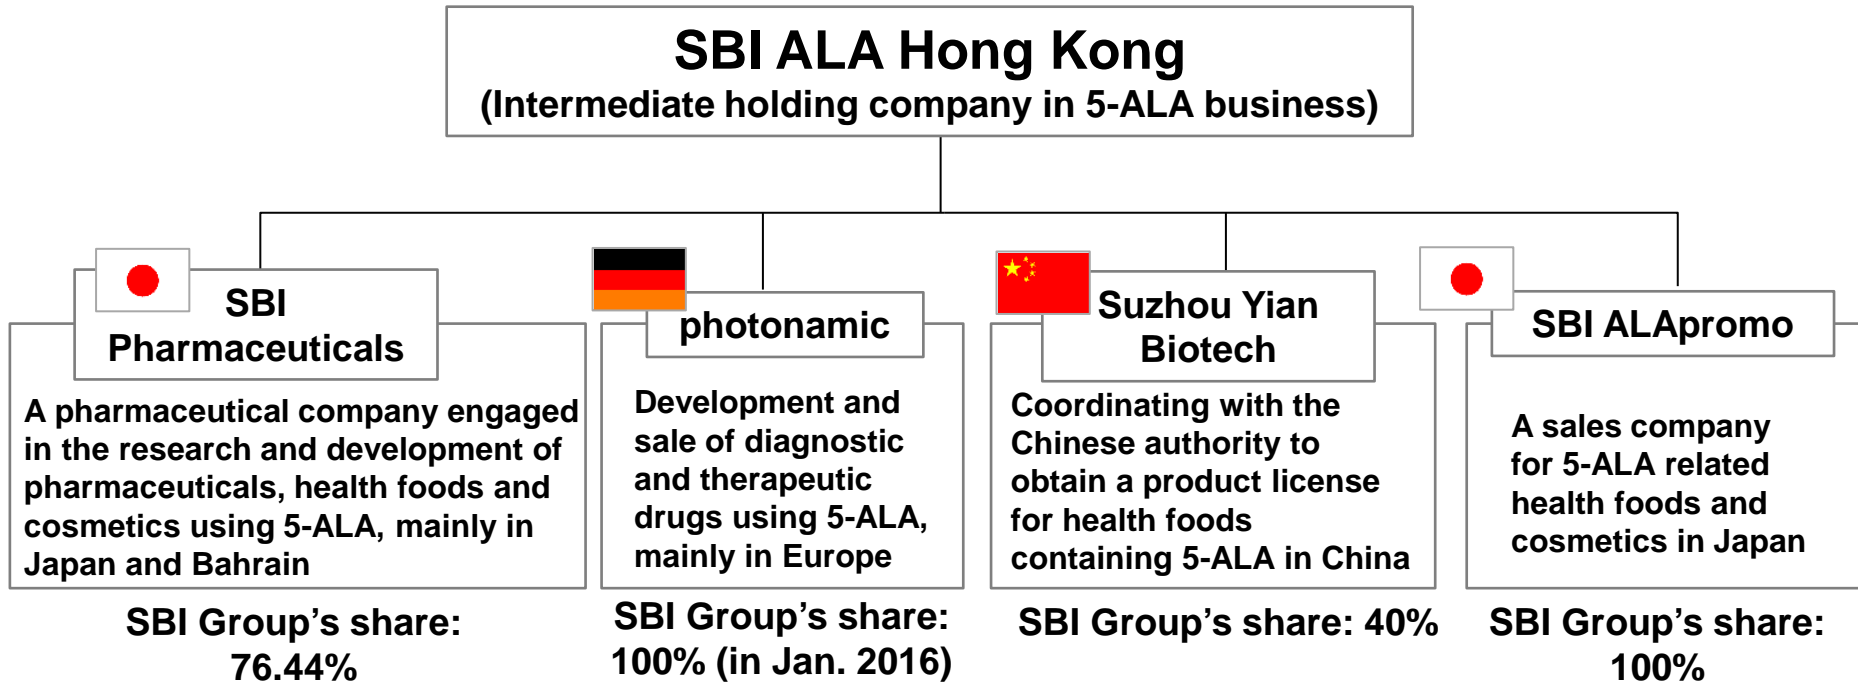 SBI ALA Hong Kong
(Intermediate holding company in 5-ALA business)
SBI
Pharmaceuticals
A pharmaceutical company engaged
in the research and development of
pharmaceuticals, health foods and
cosmetics using 5-ALA, mainly in
Japan and Bahrain
SBI Group’s share:
76.44%
photonamic
Development and
sale of diagnostic
and therapeutic
drugs using 5-ALA,
mainly in Europe
SBI Group’s share:
100% (in Jan. 2016)
Suzhou Yian
Biotech
Coordinating with the
Chinese authority to
obtain a product license
for health foods
containing 5-ALA in China
SBI Group’s share: 40%
SBI ALApromo
A sales company
for 5-ALA related
health foods and
cosmetics in Japan
SBI Group’s share:
100%